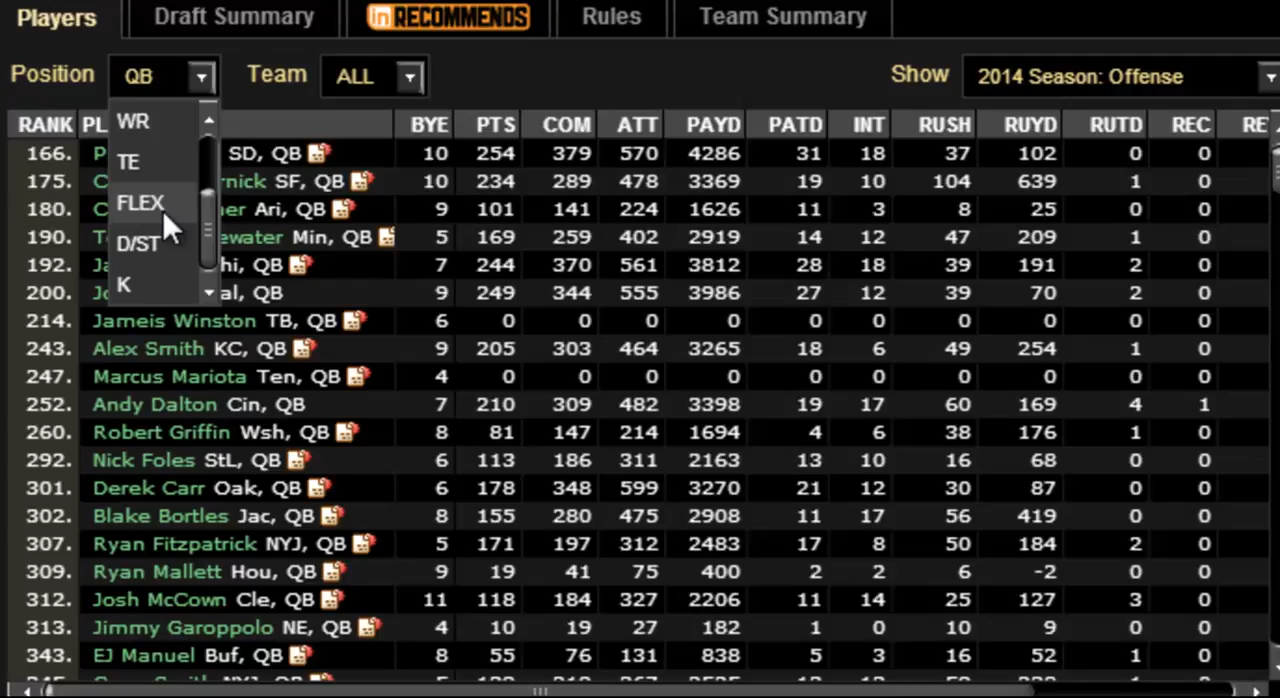 Players Draft Summary in RECOMMENDS Rules Team Summary
Position QB Team ALL Show 2014 Season: Offense
WR
TE
FLEX
D/ST
K
RANK PL BYE PTS COM ATT PAYD PATD INT RUSH RUYD RUTD REC RE
166. P SD, QB 10 254 379 570 4286 31 18 37 102 0 0
175. C rnick SF, QB 10 234 289 478 3369 19 10 104 639 1 0
180. C er Ari, QB 9 101 141 224 1626 11 3 8 25 0 0
190. Te ewater Min, QB 5 169 259 402 2919 14 12 47 209 1 0
192. Ja hi, QB 7 244 370 561 3812 28 18 39 191 2 0
200. Jo al, QB 9 249 344 555 3986 27 12 39 70 2 0
214. Jameis Winston TB, QB 6 0 0 0 0 0 0 0 0 0 0
243. Alex Smith KC, QB 9 205 303 464 3265 18 6 49 254 1 0
247. Marcus Mariota Ten, QB 4 0 0 0 0 0 0 0 0 0 0
252. Andy Dalton Cin, QB 7 210 309 482 3398 19 17 60 169 4 1
260. Robert Griffin Wsh, QB 8 81 147 214 1694 4 6 38 176 1 0
292. Nick Foles StL, QB 6 113 186 311 2163 13 10 16 68 0 0
301. Derek Carr Oak, QB 6 178 348 599 3270 21 12 30 87 0 0
302. Blake Bortles Jac, QB 8 155 280 475 2908 11 17 56 419 0 0
307. Ryan Fitzpatrick NYJ, QB 5 171 197 312 2483 17 8 50 184 2 0
309. Ryan Mallett Hou, QB 9 19 41 75 400 2 2 6 -2 0 0
312. Josh McCown Cle, QB 11 118 184 327 2206 11 14 25 127 3 0
313. Jimmy Garoppolo NE, QB 4 10 19 27 182 1 0 10 9 0 0
343. EJ Manuel Buf, QB 8 55 76 131 838 5 3 16 52 1 0